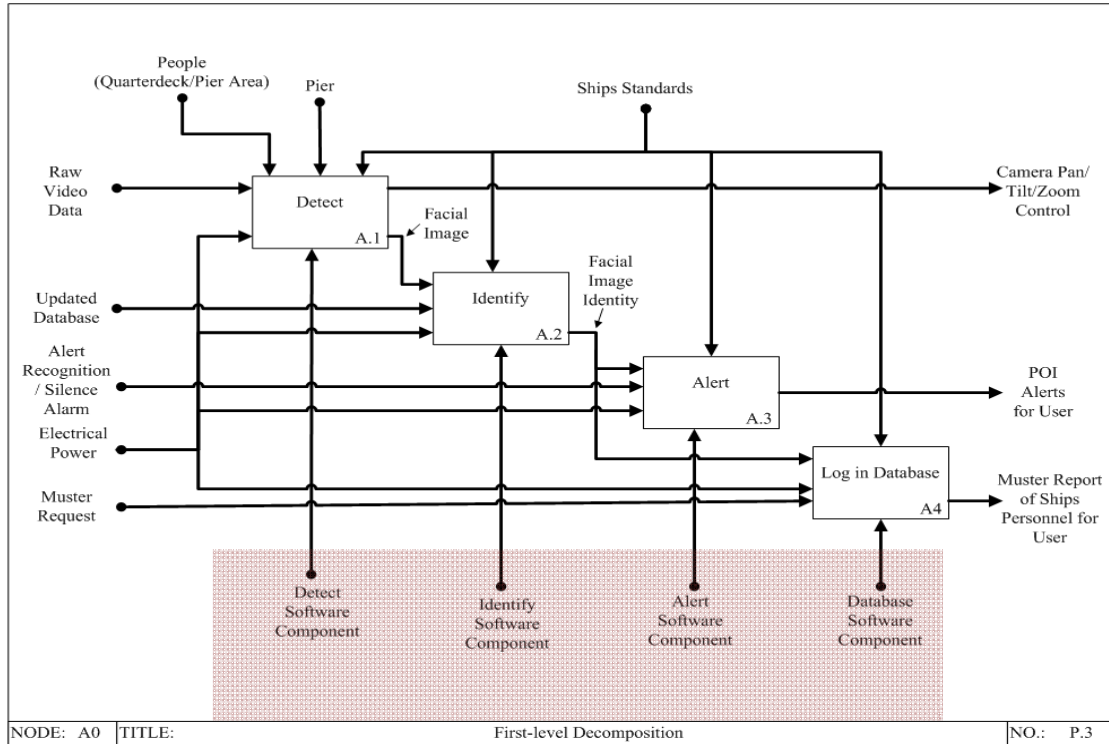 People
(Quarterdeck/Pier Area)
Pier
Ships Standards
Raw
Video
Data
Detect
A.1
Camera Pan/
Tilt/Zoom
Control
Facial
Image
Updated
Database
Identify
A.2
Facial
Image
Identity
Alert
Recognition
/ Silence
Alarm
Alert
A.3
POI
Alerts
for User
Electrical
Power
Log in Database
A4
Muster
Request
Muster Report
of Ships
Personnel for
User
Detect
Software
Component
Identify
Software
Component
Alert
Software
Component
Database
Software
Component
NODE: A0
TITLE:
First-level Decomposition
NO.: P.3